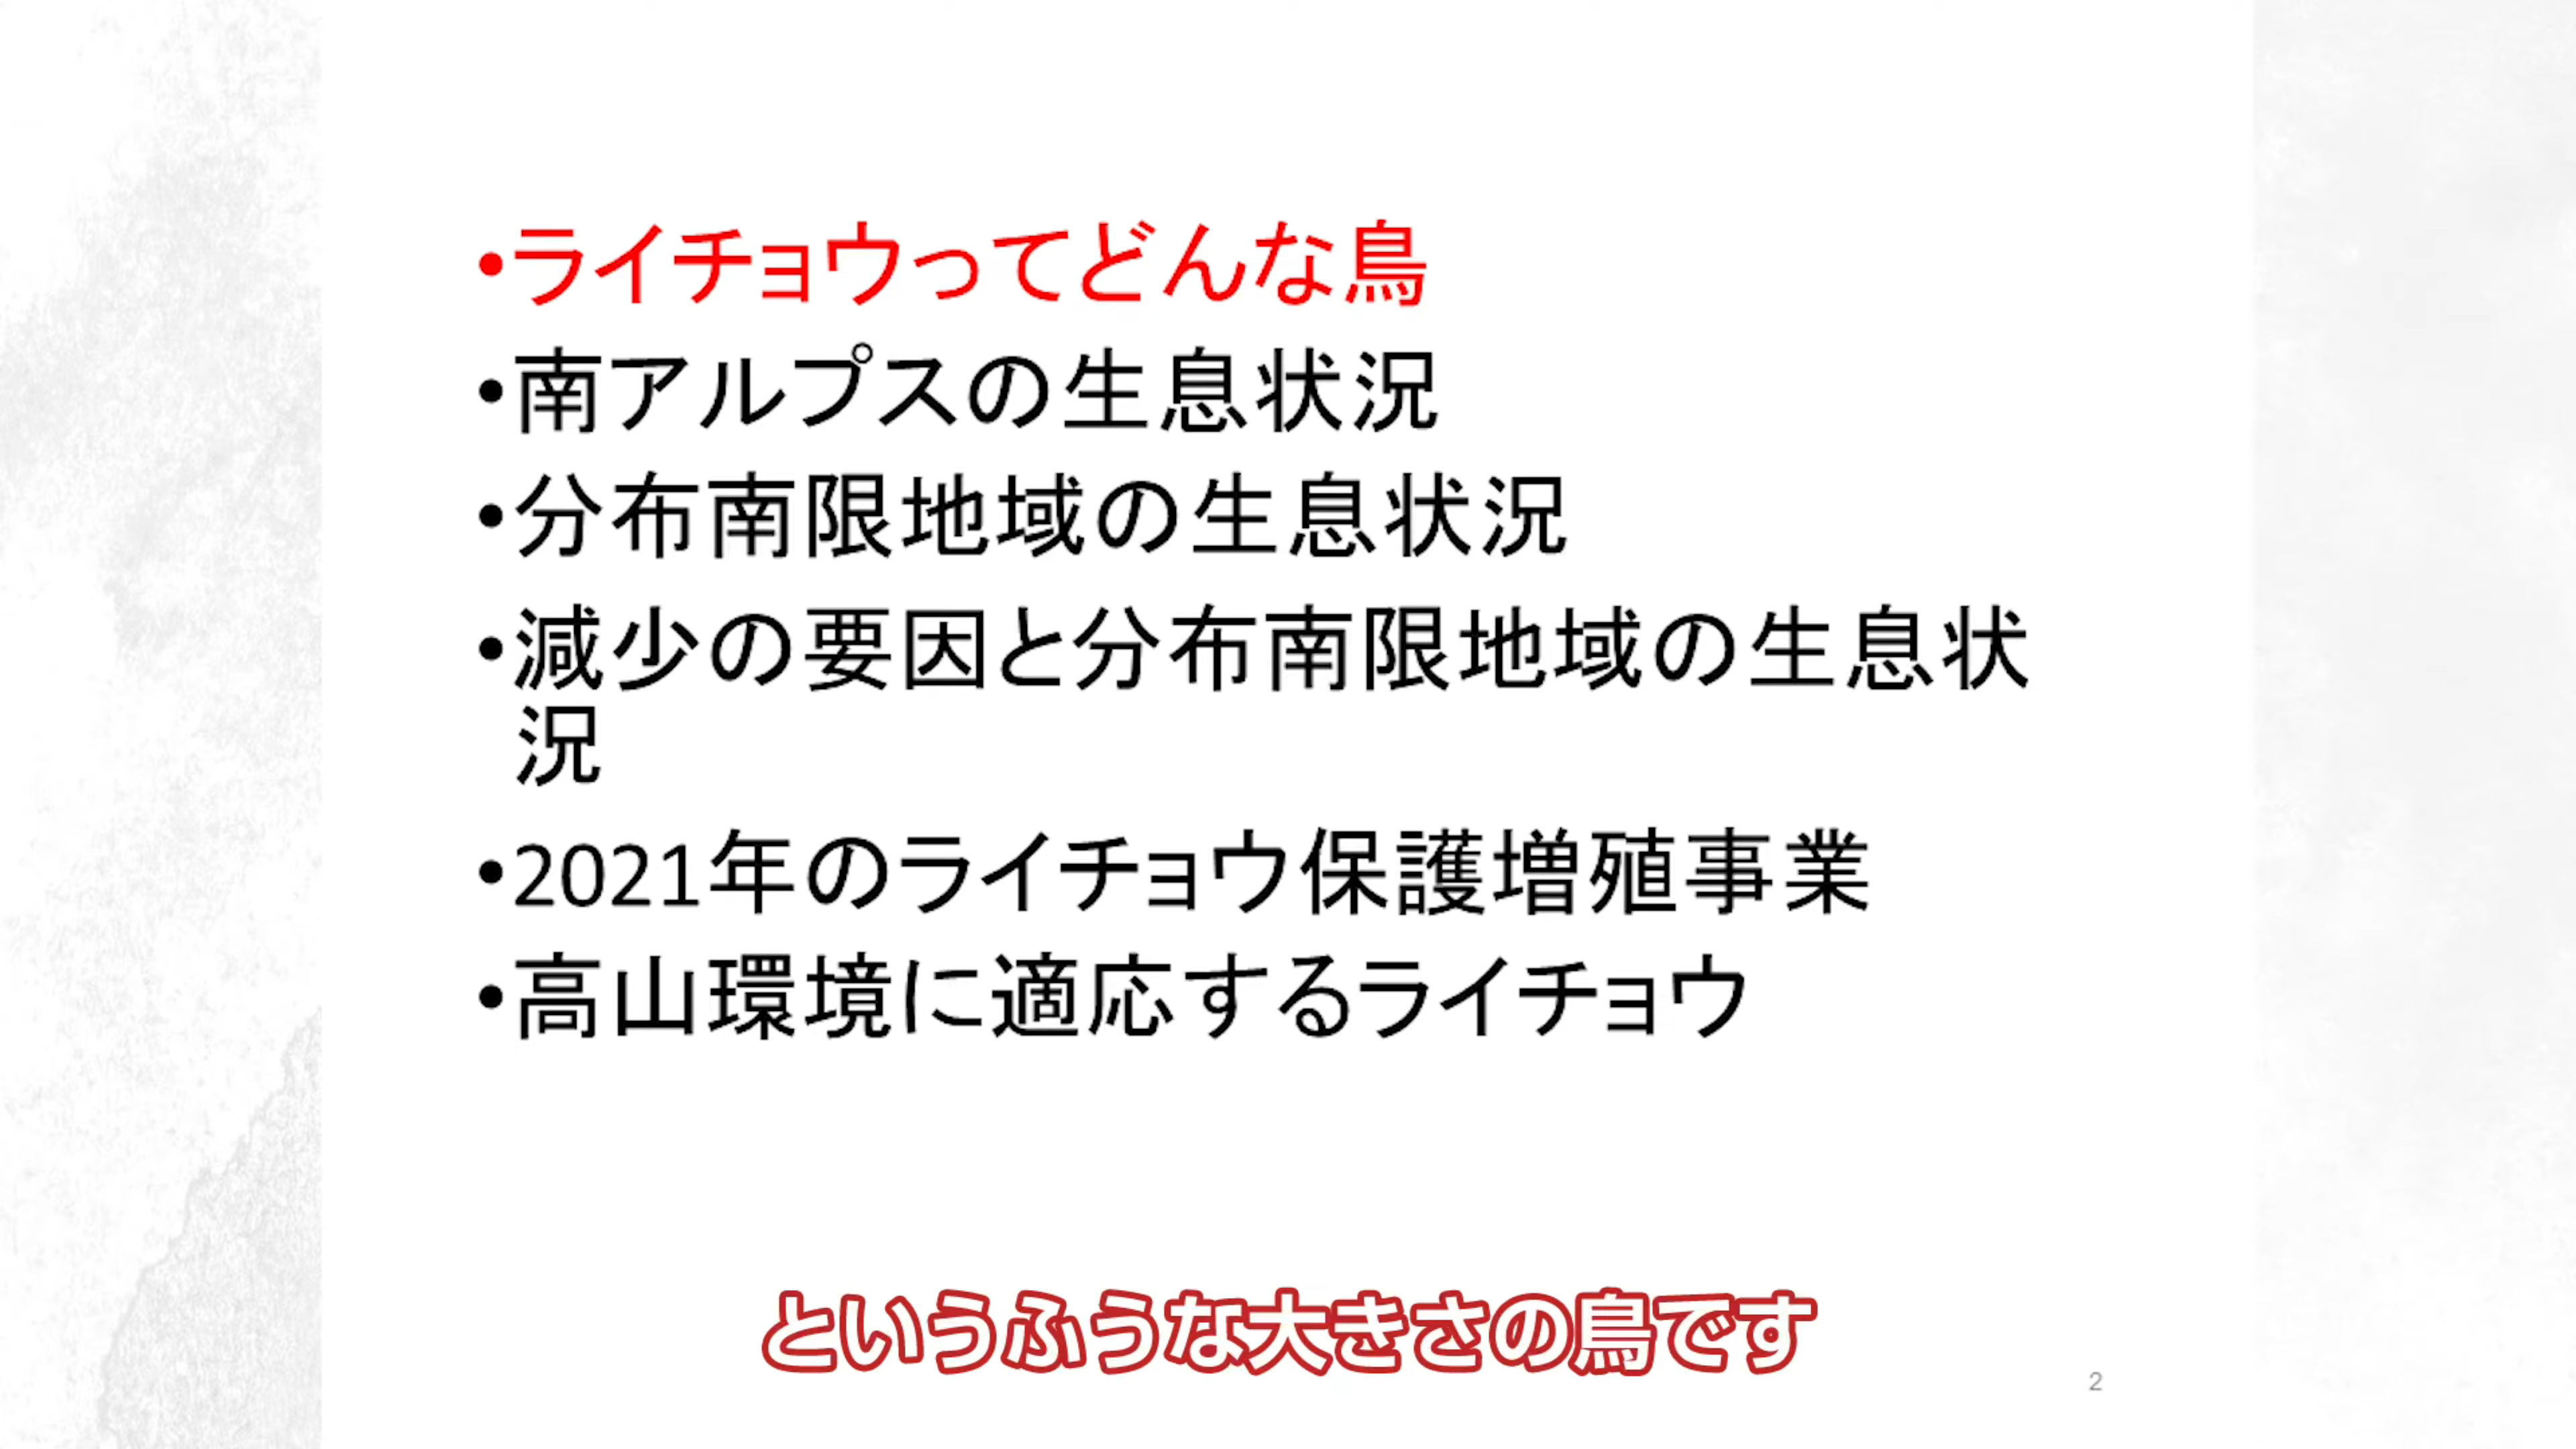 •ライチョウってどんな鳥
•南アルプスの生息状況
•分布南限地域の生息状況
•減少の要因と分布南限地域の生息状
況
•2021年のライチョウ保護増殖事業
•高山環境に適応するライチョウ
というふうな大きさの鳥です
2